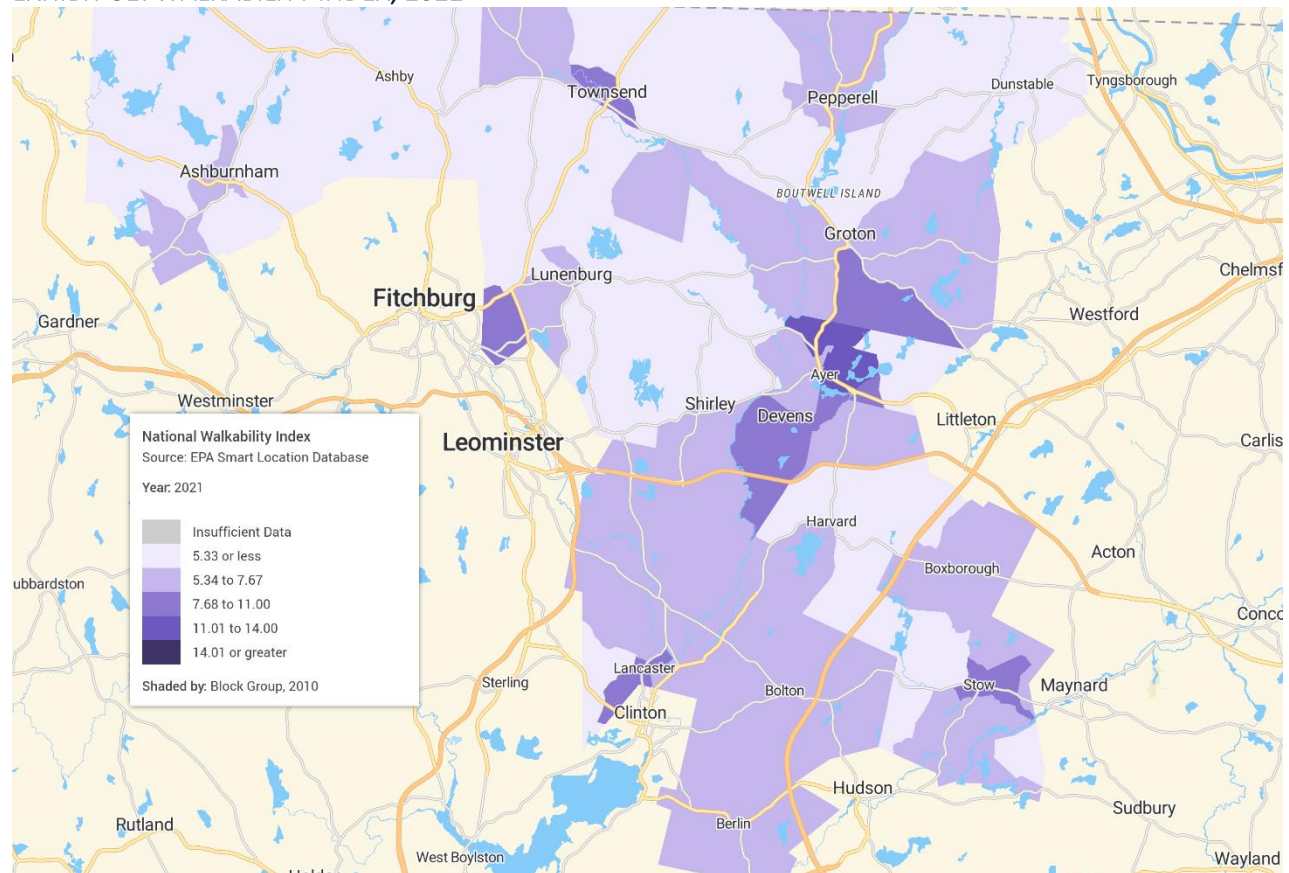 Ashby
Townsend
Pepperell
Dunstable
Tyngsborough
Ashburnham
BOUTWELL ISLAND
Groton
Chelmsf
Lunenburg
Fitchburg
Gardner
Westford
Ayer
Westminster
Shirley
Devens
Littleton
Leominster
Carlis
National Walkability Index
Source: EPA Smart Location Database
Year: 2021
Insufficient Data
5.33 or less
5.34 to 7.67
7.68 to 11.00
11.01 to 14.00
14.01 or greater
Shaded by: Block Group, 2010
Harvard
Acton
Boxborough
ubbardston
Conco
Lancaster
Sterling
Bolton
Stow
Maynard
Clinton
Hudson
Sudbury
Rutland
Berlin
West Boylston
Wayland